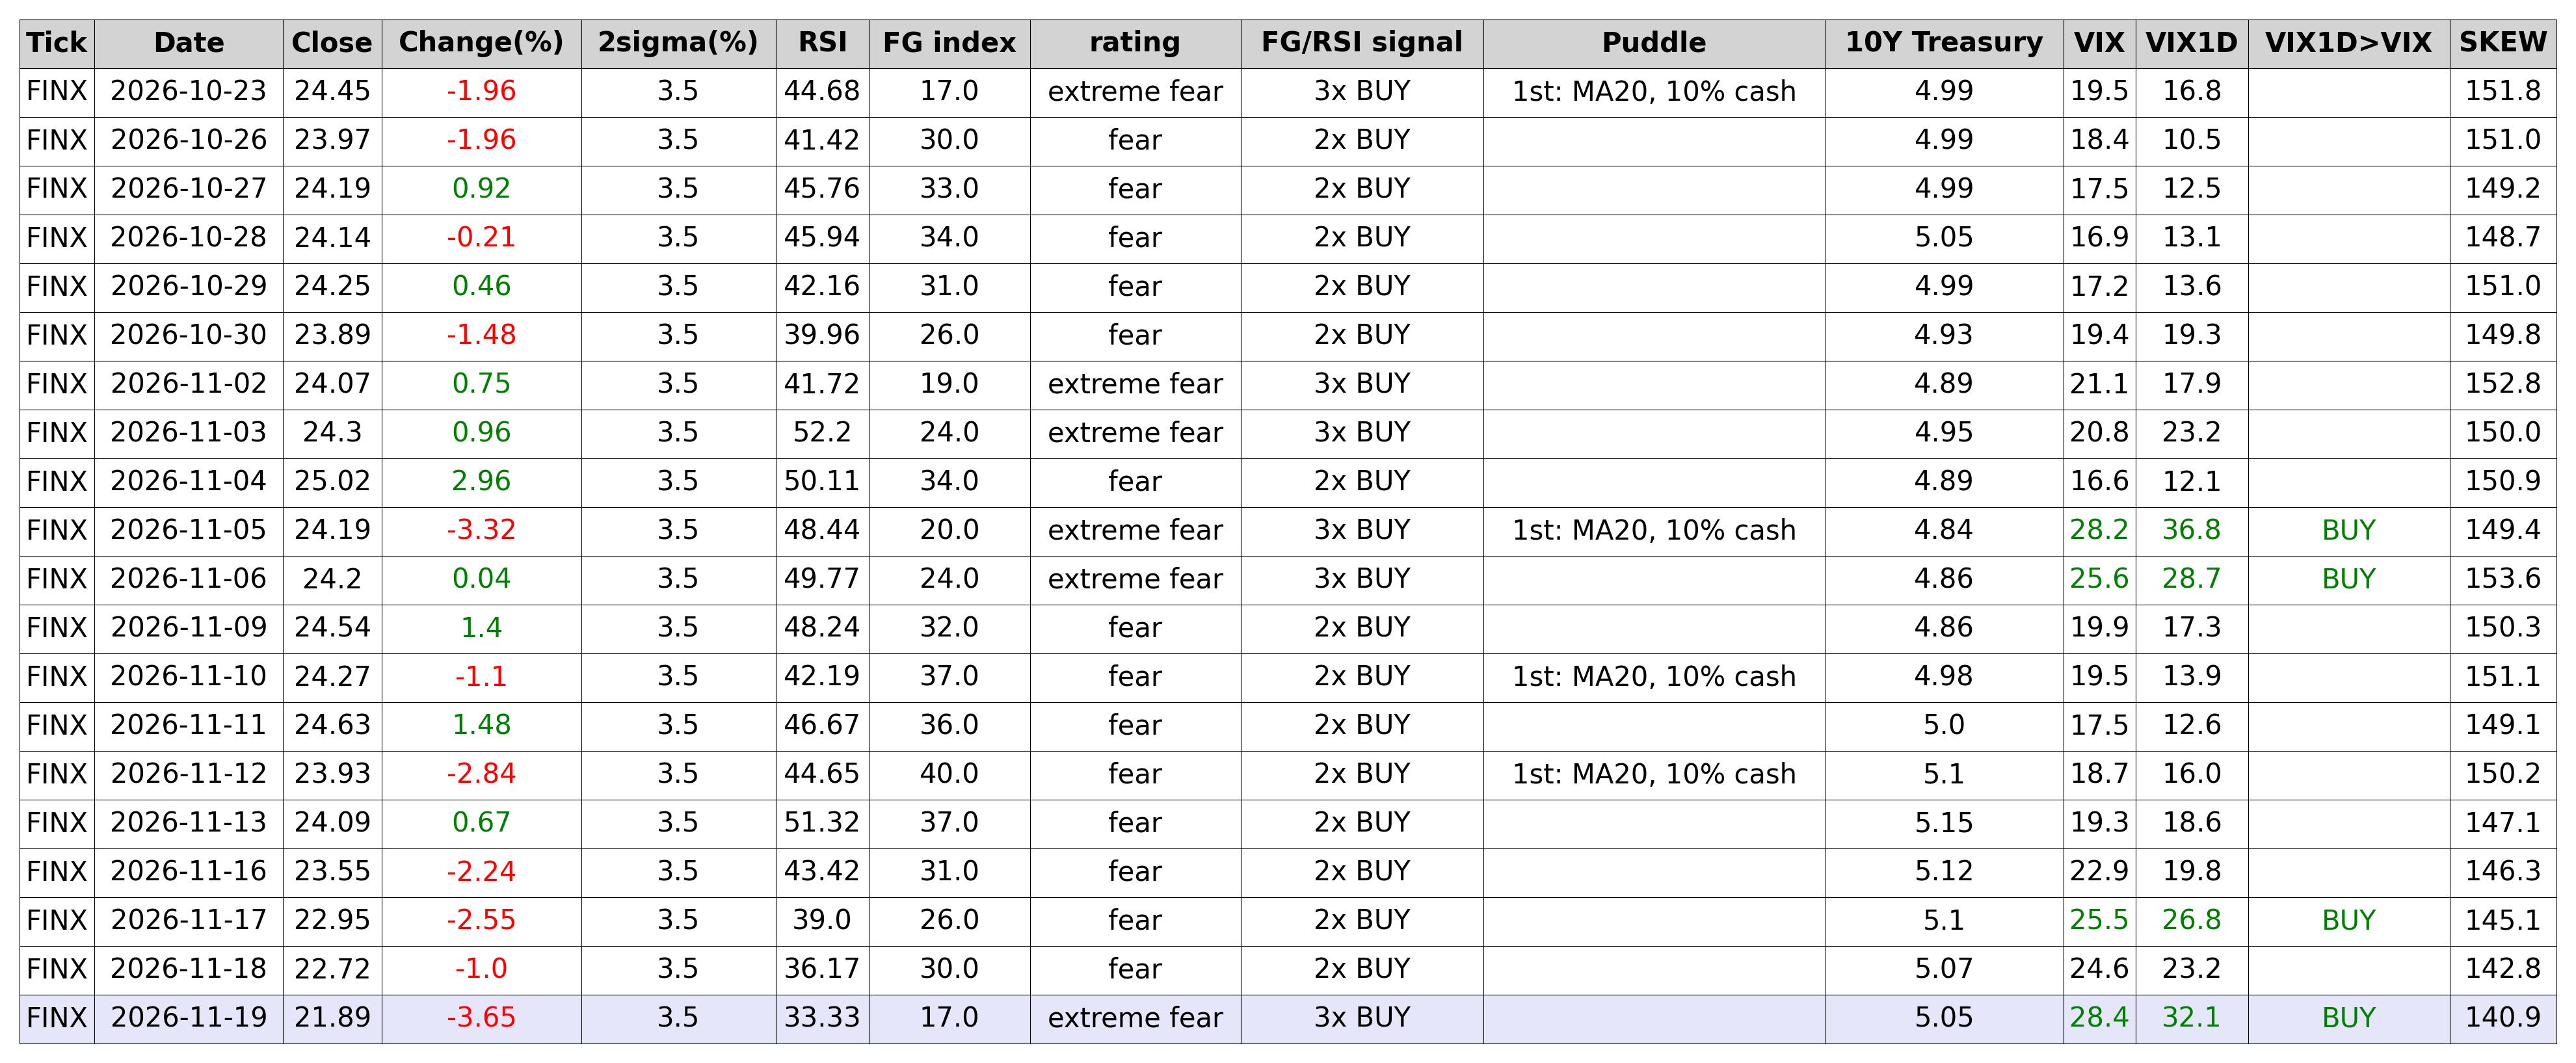 Tick Date Close Change(%) 2sigma(%) RSI FG index rating FG/RSI signal Puddle 10Y Treasury VIX VIX1D VIX1D>VIX SKEW
FINX 2026-10-23 24.45 -1.96 3.5 44.68 17.0 extreme fear 3x BUY 1st: MA20, 10% cash 4.99 19.5 16.8 151.8
FINX 2026-10-26 23.97 -1.96 3.5 41.42 30.0 fear 2x BUY 4.99 18.4 10.5 151.0
FINX 2026-10-27 24.19 0.92 3.5 45.76 33.0 fear 2x BUY 4.99 17.5 12.5 149.2
FINX 2026-10-28 24.14 -0.21 3.5 45.94 34.0 fear 2x BUY 5.05 16.9 13.1 148.7
FINX 2026-10-29 24.25 0.46 3.5 42.16 31.0 fear 2x BUY 4.99 17.2 13.6 151.0
FINX 2026-10-30 23.89 -1.48 3.5 39.96 26.0 fear 2x BUY 4.93 19.4 19.3 149.8
FINX 2026-11-02 24.07 0.75 3.5 41.72 19.0 extreme fear 3x BUY 4.89 21.1 17.9 152.8
FINX 2026-11-03 24.3 0.96 3.5 52.2 24.0 extreme fear 3x BUY 4.95 20.8 23.2 150.0
FINX 2026-11-04 25.02 2.96 3.5 50.11 34.0 fear 2x BUY 4.89 16.6 12.1 150.9
FINX 2026-11-05 24.19 -3.32 3.5 48.44 20.0 extreme fear 3x BUY 1st: MA20, 10% cash 4.84 28.2 36.8 BUY 149.4
FINX 2026-11-06 24.2 0.04 3.5 49.77 24.0 extreme fear 3x BUY 4.86 25.6 28.7 BUY 153.6
FINX 2026-11-09 24.54 1.4 3.5 48.24 32.0 fear 2x BUY 4.86 19.9 17.3 150.3
FINX 2026-11-10 24.27 -1.1 3.5 42.19 37.0 fear 2x BUY 1st: MA20, 10% cash 4.98 19.5 13.9 151.1
FINX 2026-11-11 24.63 1.48 3.5 46.67 36.0 fear 2x BUY 5.0 17.5 12.6 149.1
FINX 2026-11-12 23.93 -2.84 3.5 44.65 40.0 fear 2x BUY 1st: MA20, 10% cash 5.1 18.7 16.0 150.2
FINX 2026-11-13 24.09 0.67 3.5 51.32 37.0 fear 2x BUY 5.15 19.3 18.6 147.1
FINX 2026-11-16 23.55 -2.24 3.5 43.42 31.0 fear 2x BUY 5.12 22.9 19.8 146.3
FINX 2026-11-17 22.95 -2.55 3.5 39.0 26.0 fear 2x BUY 5.1 25.5 26.8 BUY 145.1
FINX 2026-11-18 22.72 -1.0 3.5 36.17 30.0 fear 2x BUY 5.07 24.6 23.2 142.8
FINX 2026-11-19 21.89 -3.65 3.5 33.33 17.0 extreme fear 3x BUY 5.05 28.4 32.1 BUY 140.9